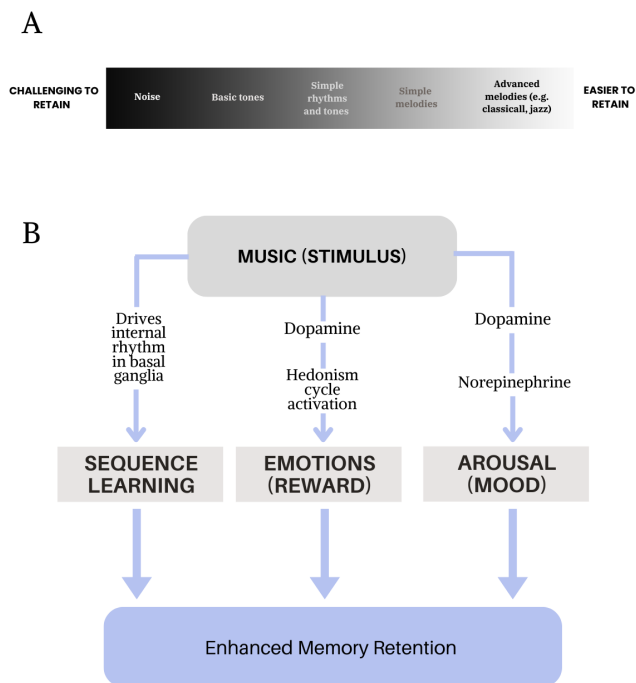 A
CHALLENGING TO
RETAIN
Noise
Basic tones
Simple
rhythms
and tones
Simple
melodies
Advanced
melodies (e.g.
classicall, jazz)
EASIER TO
RETAIN
B
MUSIC (STIMULUS)
Drives
internal
rhythm
in basal
ganglia
Dopamine
Hedonism
cycle
activation
Dopamine
Norepinephrine
SEQUENCE
LEARNING
EMOTIONS
(REWARD)
AROUSAL
(MOOD)
Enhanced Memory Retention